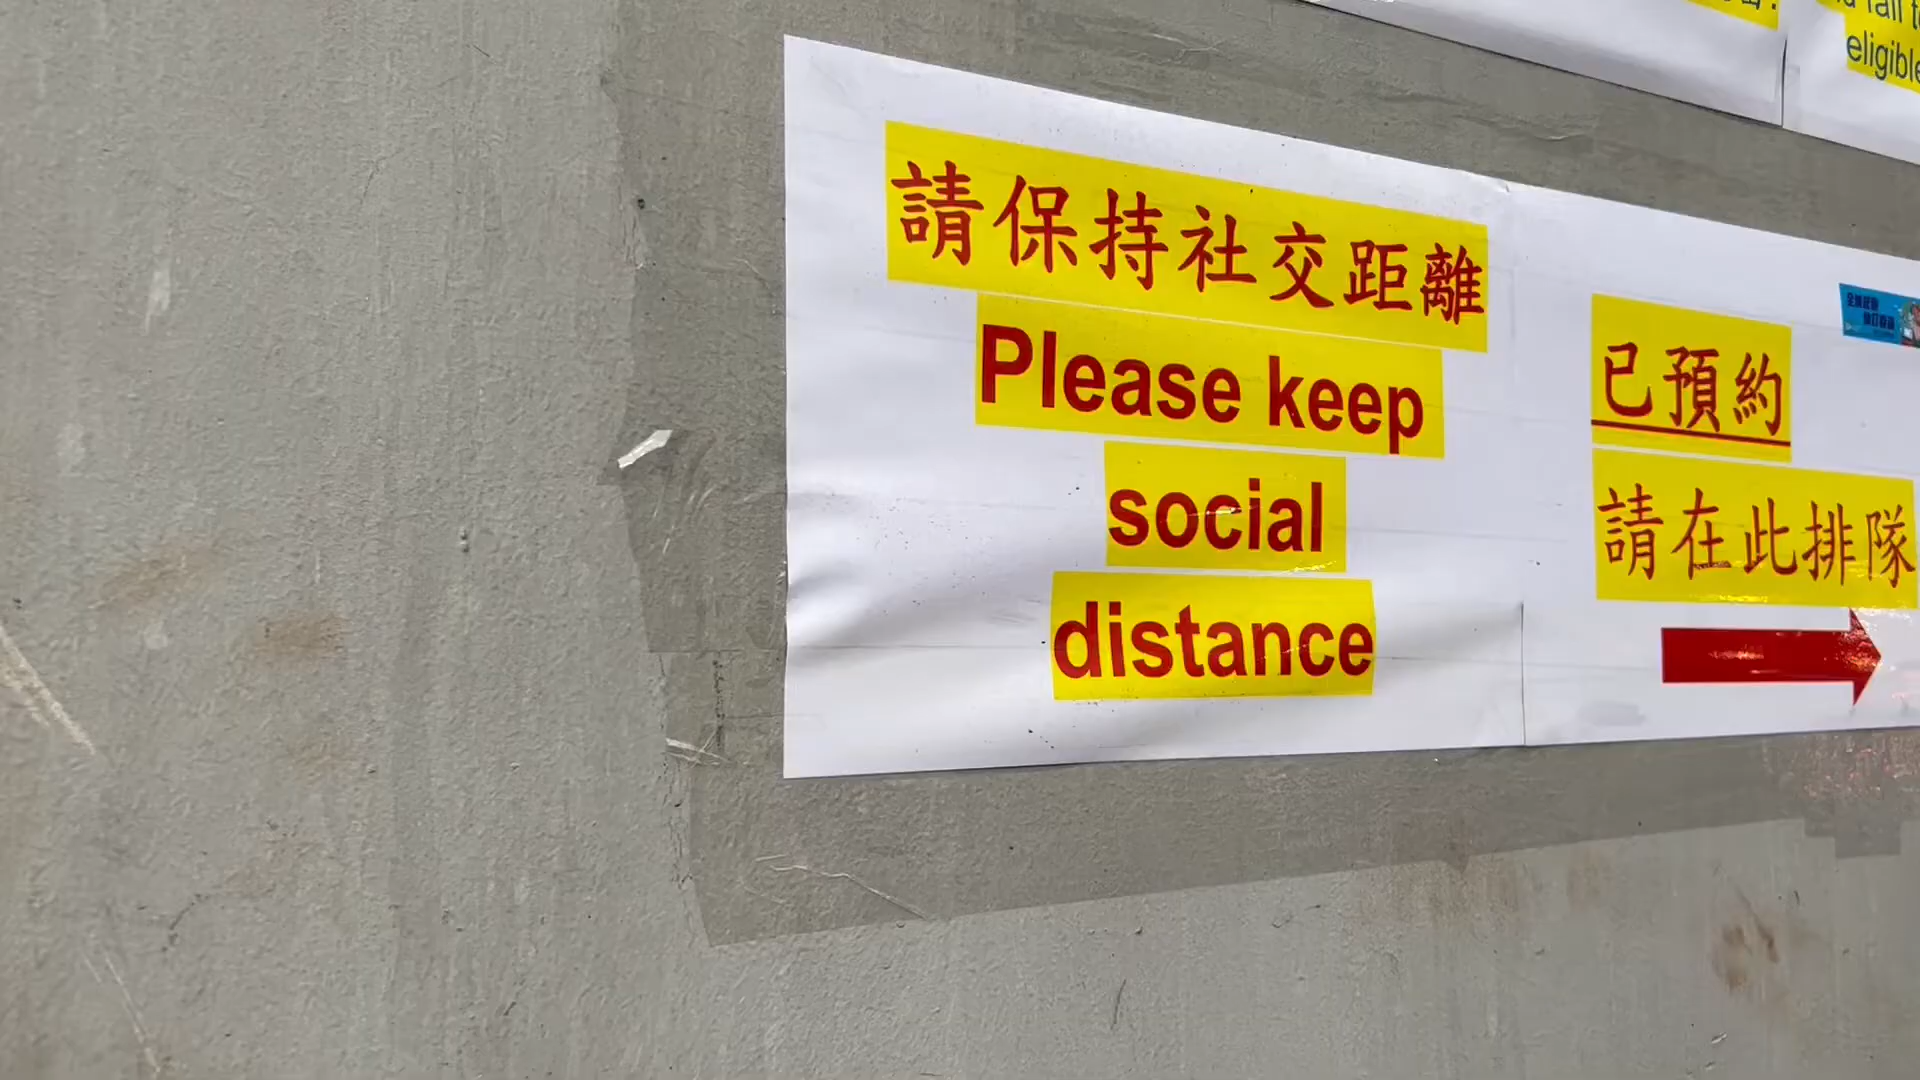 請保持社交距離
Please keep
social
distance
已預約
請在此排隊
eligible